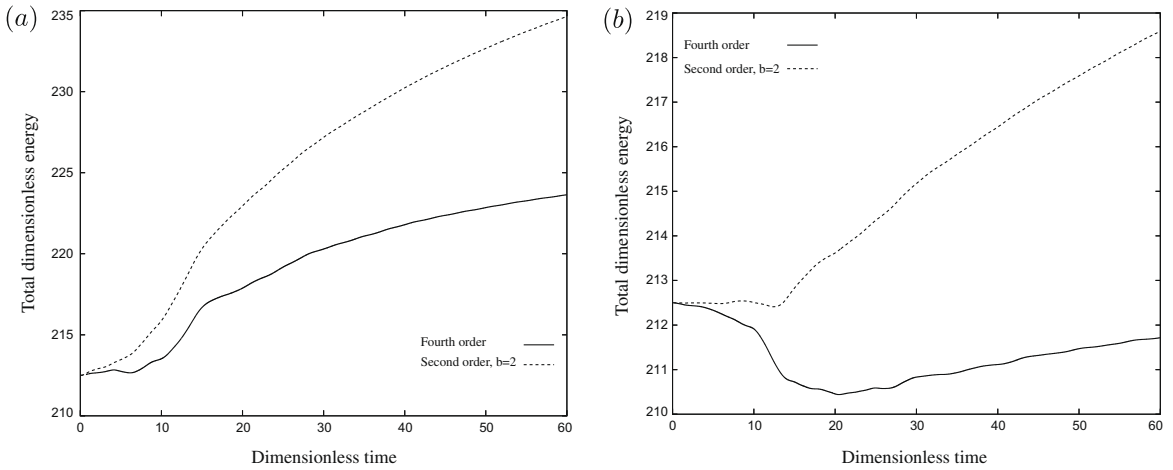 (a)
235
230
225
220
215
210
Total dimensionless energy
Fourth order
Second order, b=2
0 10 20 30 40 50 60
Dimensionless time
(b)
219
218
217
216
215
214
213
212
211
210
Total dimensionless energy
Fourth order
Second order, b=2
0 10 20 30 40 50 60
Dimensionless time